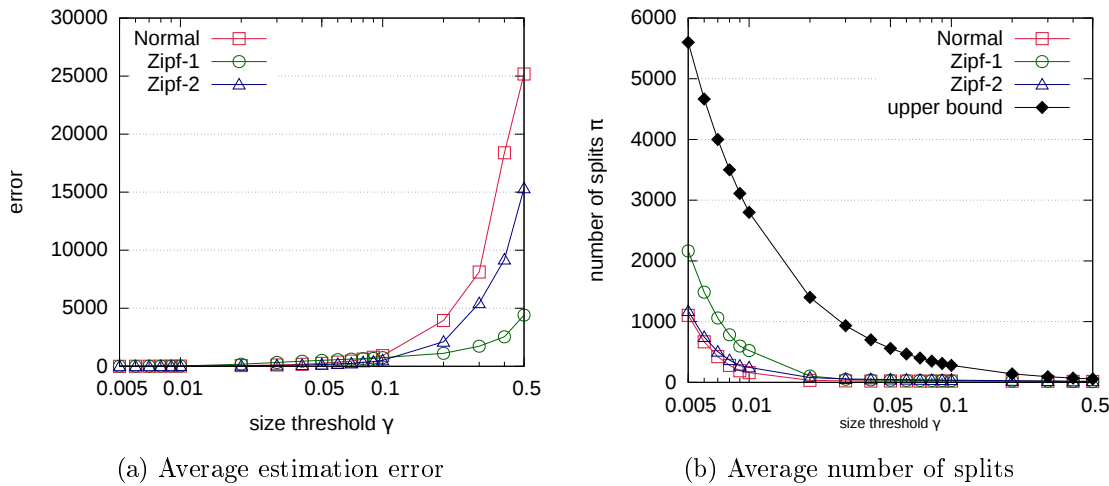 30000
25000
20000
15000
10000
5000
0
error
Normal
Zipf-1
Zipf-2
0.005 0.01 0.05 0.1 0.5
size threshold γ
(a) Average estimation error
6000
5000
4000
3000
2000
1000
0
number of splits π
Normal
Zipf-1
Zipf-2
upper bound
0.005 0.01 0.05 0.1 0.5
size threshold γ
(b) Average number of splits